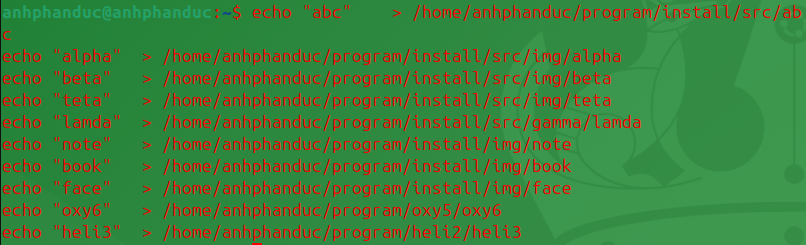 anhphanduc@anhphanduc:~$ echo "abc"    > /home/anhphanduc/program/install/src/ab
c
echo "alpha"  > /home/anhphanduc/program/install/src/img/alpha
echo "beta"   > /home/anhphanduc/program/install/src/img/beta
echo "teta"   > /home/anhphanduc/program/install/src/img/teta
echo "lamda"  > /home/anhphanduc/program/install/src/gamma/lamda
echo "note"   > /home/anhphanduc/program/install/img/note
echo "book"   > /home/anhphanduc/program/install/img/book
echo "face"   > /home/anhphanduc/program/install/img/face
echo "oxy6"   > /home/anhphanduc/program/oxy5/oxy6
echo "heli3"  > /home/anhphanduc/program/heli2/heli3